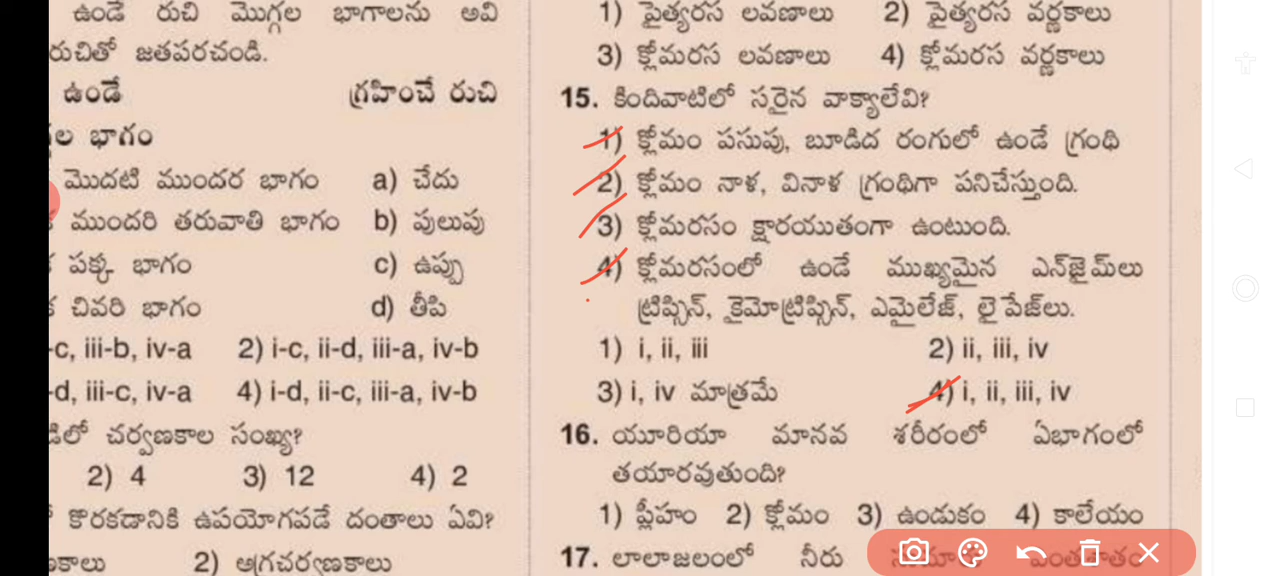 ఉండే రుచి మొగ్గల భాగాలను అవి
రుచితో జతపరచండి.
ఉండే గ్రహించే రుచి
భాగం
మొదటి ముందర భాగం a) చేదు
ముందరి తరువాతి భాగం b) పులుపు
పక్క భాగం c) ఉప్పు
చివరి భాగం d) తీపి
-c, iii-b, iv-a 2) i-c, ii-d, iii-a, iv-b
-d, iii-c, iv-a 4) i-d, ii-c, iii-a, iv-b
చర్వణకాల సంఖ్య?
2) 4 3) 12 4) 2
కొరకడానికి ఉపయోగపడే దంతాలు ఏవి?
2) అగ్రచర్వణకాలు
1) పైత్యరస లవణాలు 2) పైత్యరస వర్ణకాలు
3) క్లోమరస లవణాలు 4) క్లోమరస వర్ణకాలు
15. కిందివాటిలో సరైన వాక్యాలేవి?
1) క్లోమం పసుపు, బూడిద రంగులో ఉండే గ్రంథి
2) క్లోమం నాళ, వినాళ గ్రంథిగా పనిచేస్తుంది.
3) క్లోమరసం క్షారయుతంగా ఉంటుంది.
4) క్లోమరసంలో ఉండే ముఖ్యమైన ఎన్‌జైమ్‌లు
ట్రిప్సిన్, కైమోట్రిప్సిన్, ఎమైలేజ్, లైపేజ్‌లు.
1) i, ii, iii 2) ii, iii, iv
3) i, iv మాత్రమే 4) i, ii, iii, iv
16. యూరియా మానవ శరీరంలో ఏభాగంలో
తయారవుతుంది?
1) ప్లీహం 2) క్లోమం 3) ఉండుకం 4) కాలేయం
17. లాలాజలంలో నీరు